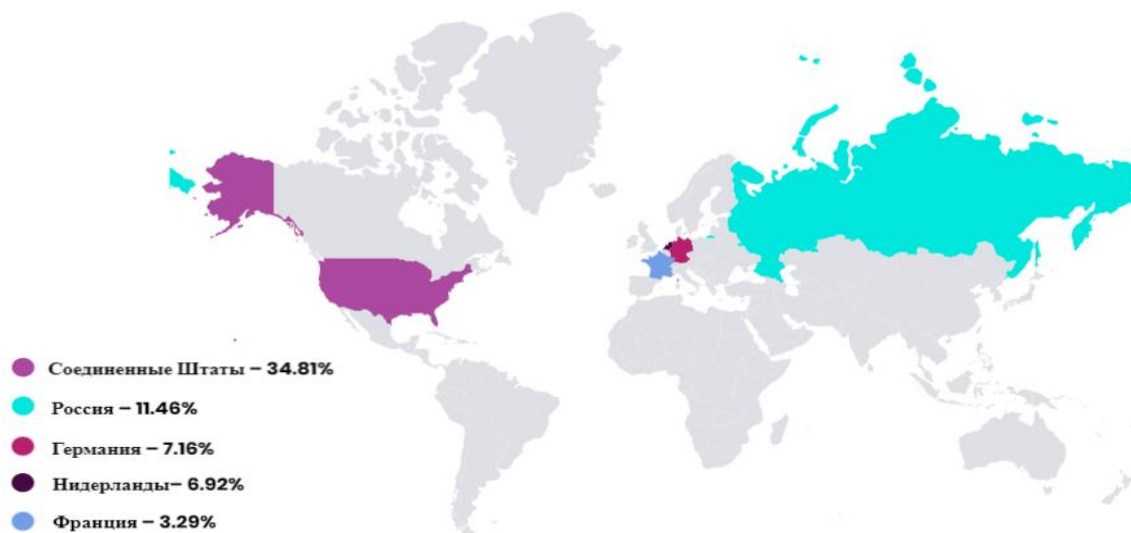 Соединенные Штаты – 34.81%
Россия – 11.46%
Германия – 7.16%
Нидерланды– 6.92%
Франция – 3.29%